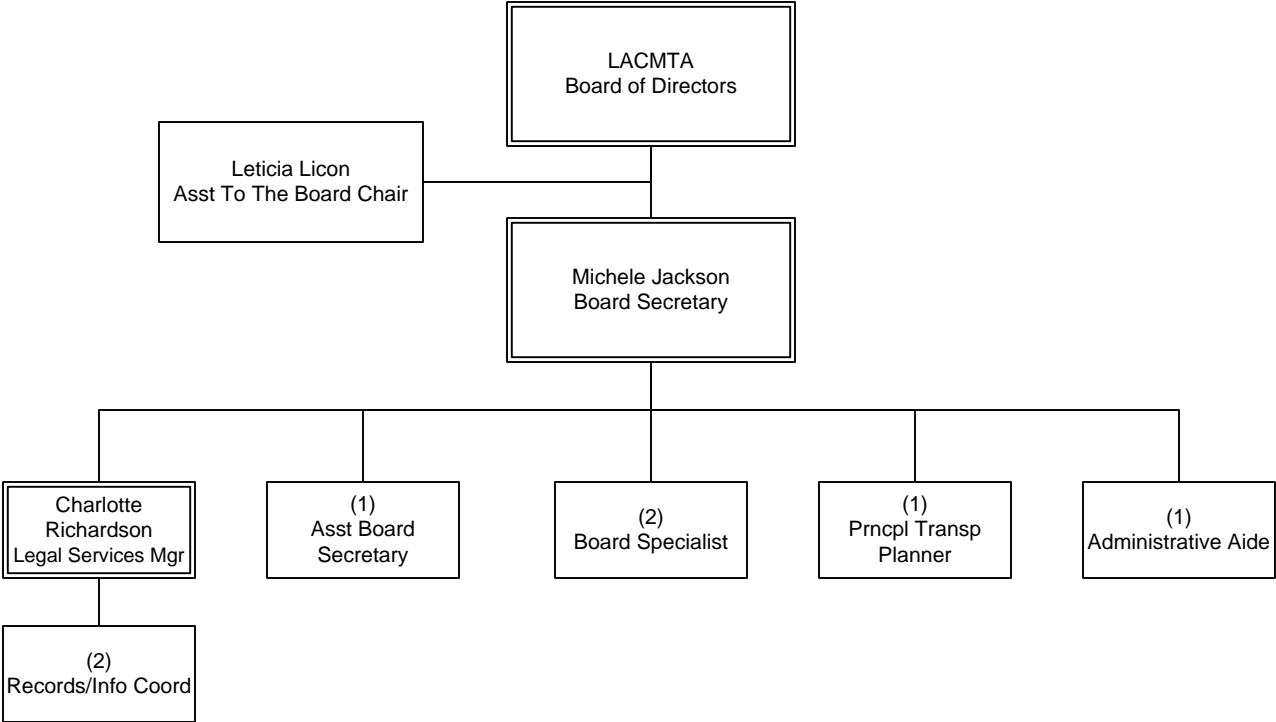 LACMTA
Board of Directors
Leticia Licon
Asst To The Board Chair
Michele Jackson
Board Secretary
Charlotte
Richardson
Legal Services Mgr
(1)
Asst Board
Secretary
(2)
Board Specialist
(1)
Prncpl Transp
Planner
(1)
Administrative Aide
(2)
Records/Info Coord